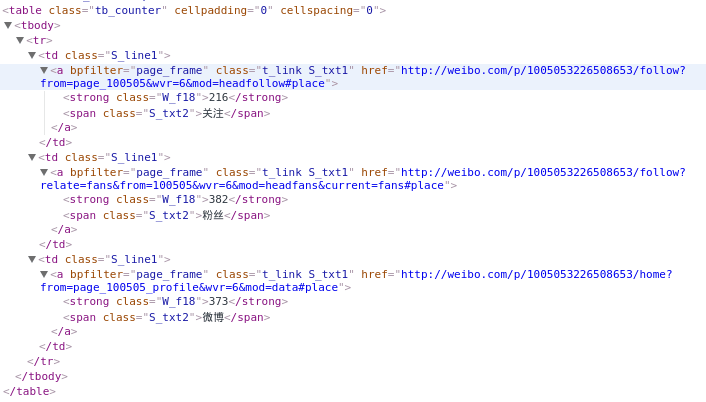 <table class="tb_counter" cellpadding="0" cellspacing="0">
<tbody>
<tr>
<td class="S_line1">
<a bpfilter="page_frame" class="t_link S_txt1" href="http://weibo.com/p/1005053226508653/follow?
from=page_100505&wvr=6&mod=headfollow#place">
<strong class="W_f18">216</strong>
<span class="S_txt2">关注</span>
</a>
</td>
<td class="S_line1">
<a bpfilter="page_frame" class="t_link S_txt1" href="http://weibo.com/p/1005053226508653/follow?
relate=fans&from=100505&wvr=6&mod=headfans&current=fans#place">
<strong class="W_f18">382</strong>
<span class="S_txt2">粉丝</span>
</a>
</td>
<td class="S_line1">
<a bpfilter="page_frame" class="t_link S_txt1" href="http://weibo.com/p/1005053226508653/home?
from=page_100505_profile&wvr=6&mod=data#place">
<strong class="W_f18">373</strong>
<span class="S_txt2">微博</span>
</a>
</td>
</tr>
</tbody>
</table>